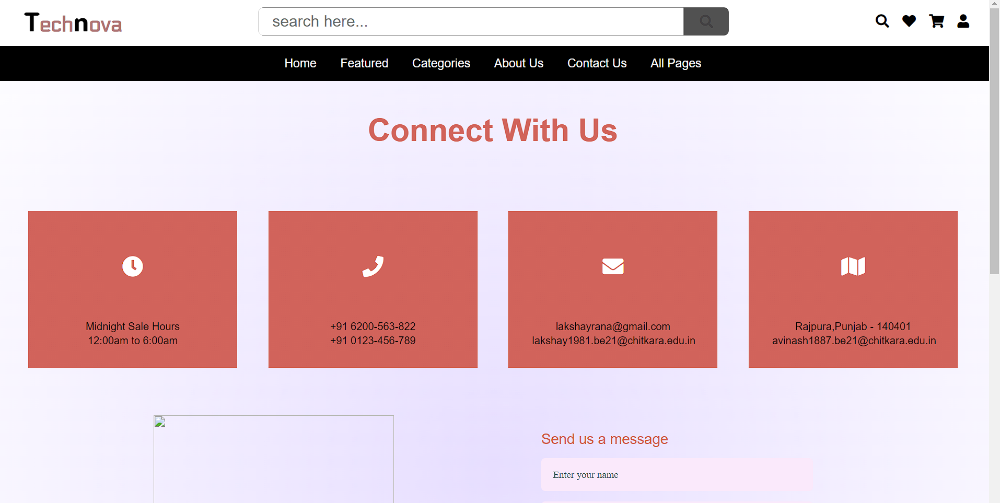 Technova
search here...
Home Featured Categories About Us Contact Us All Pages
Connect With Us
Midnight Sale Hours
12:00am to 6:00am
+91 6200-563-822
+91 0123-456-789
lakshayrana@gmail.com
lakshay1981.be21@chitkara.edu.in
Rajpura,Punjab - 140401
avinash1887.be21@chitkara.edu.in
Send us a message
Enter your name